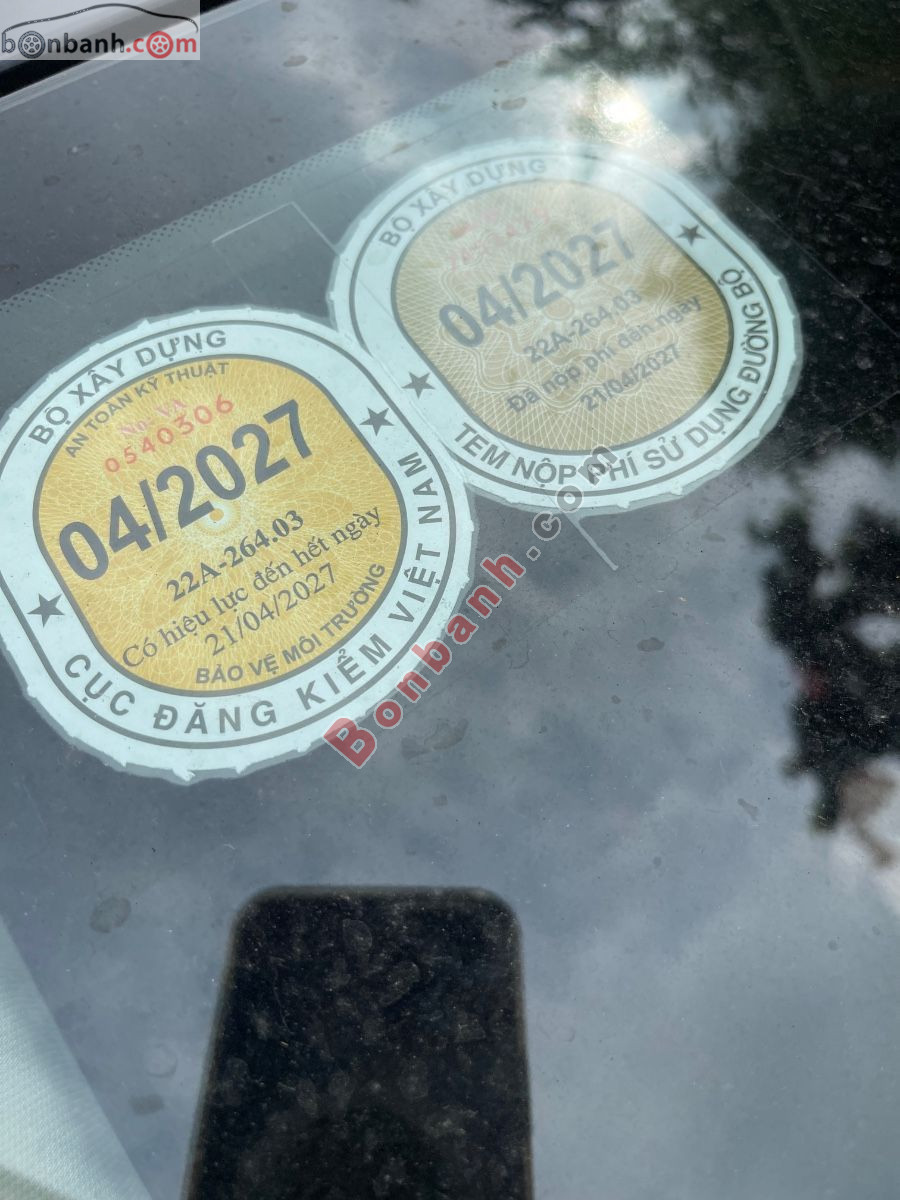 bonbanh.com
BỘ XÂY DỰNG
04/2027
22A-264.03
Đã nộp phí đến ngày
21/04/2027
TEM NỘP PHÍ SỬ DỤNG ĐƯỜNG BỘ
BỘ XÂY DỰNG
AN TOÀN KỸ THUẬT
No VA
0540306
04/2027
22A-264.03
Có hiệu lực đến hết ngày
21/04/2027
BẢO VỆ MÔI TRƯỜNG
CỤC ĐĂNG KIỂM VIỆT NAM
Bonbanh.com